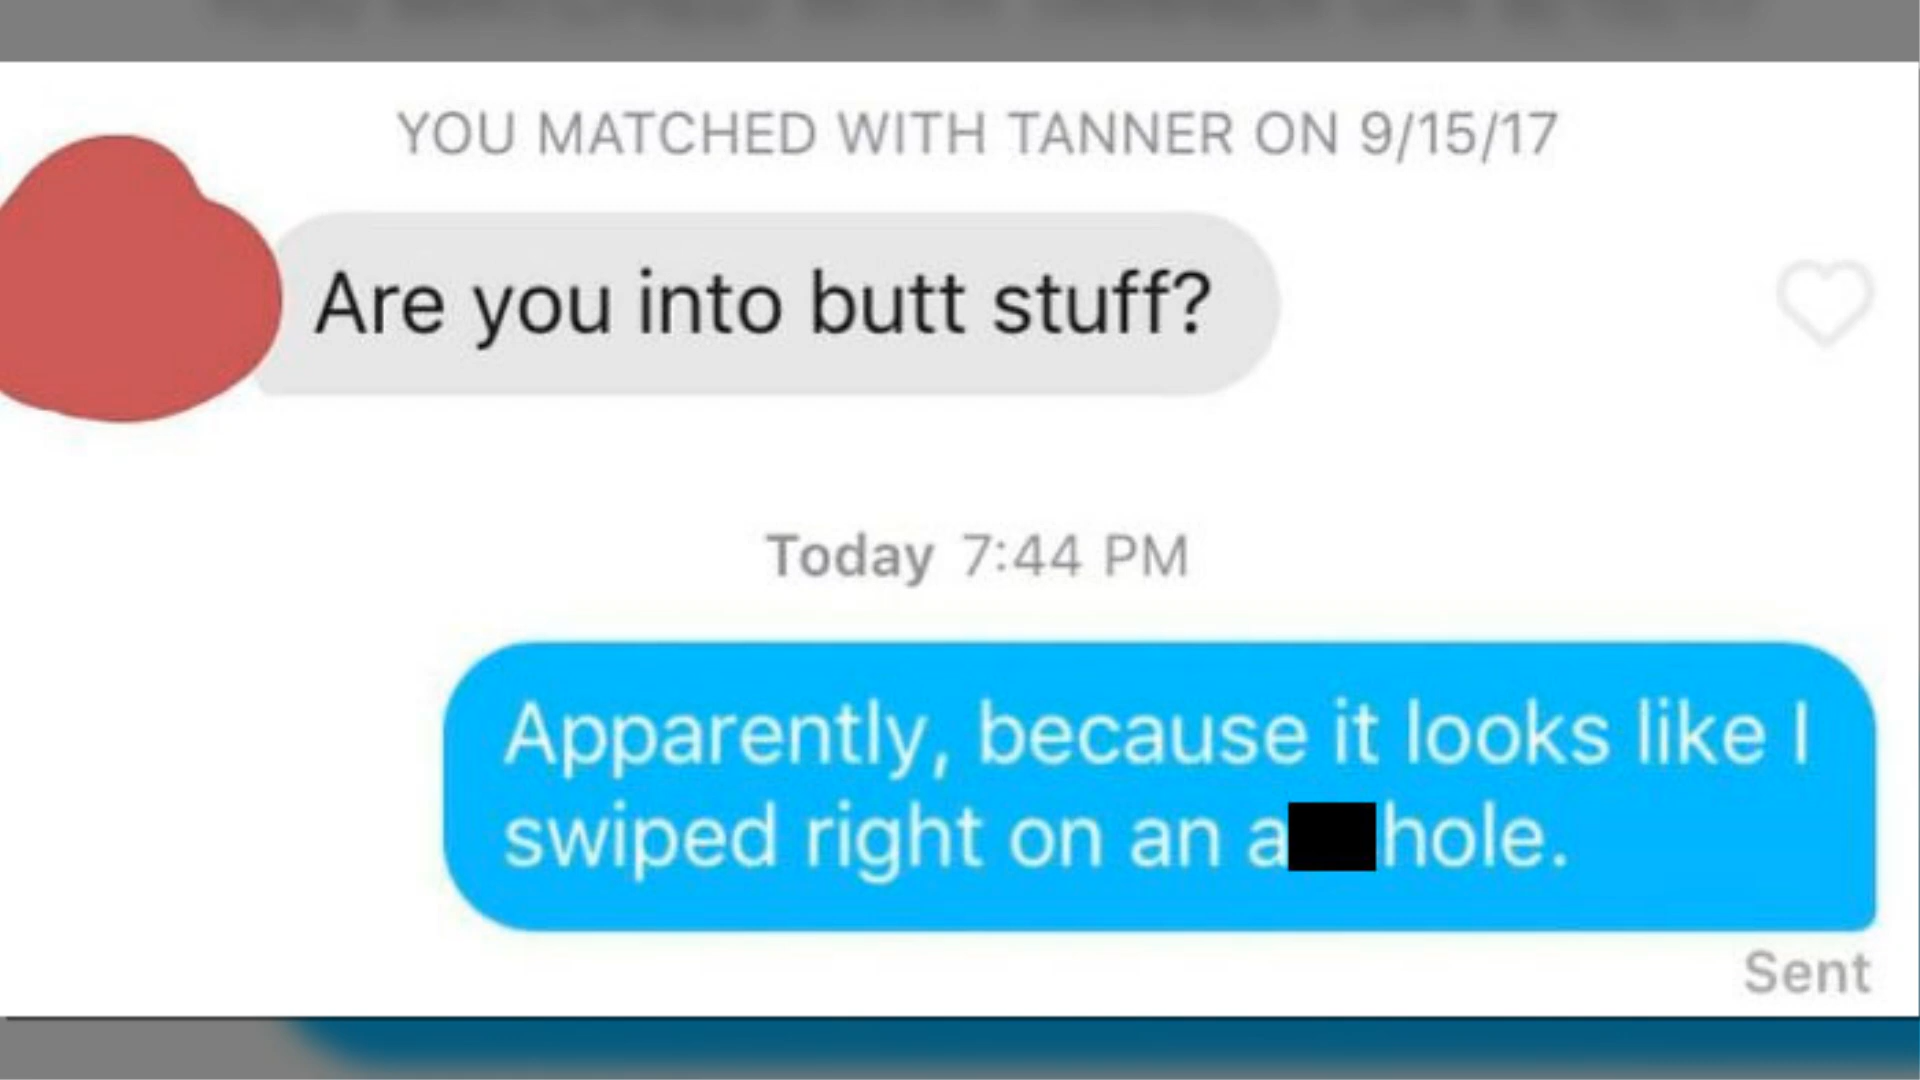 YOU MATCHED WITH TANNER ON 9/15/17
Are you into butt stuff?
Today 7:44 PM
Apparently, because it looks like I
swiped right on an a hole.
Sent